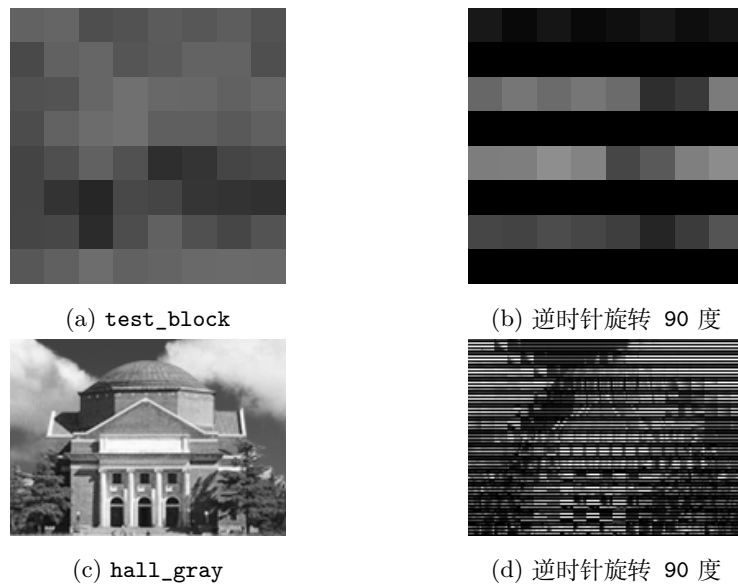 (a) test_block
(b) 逆时针旋转 90 度
(c) hall_gray
(d) 逆时针旋转 90 度